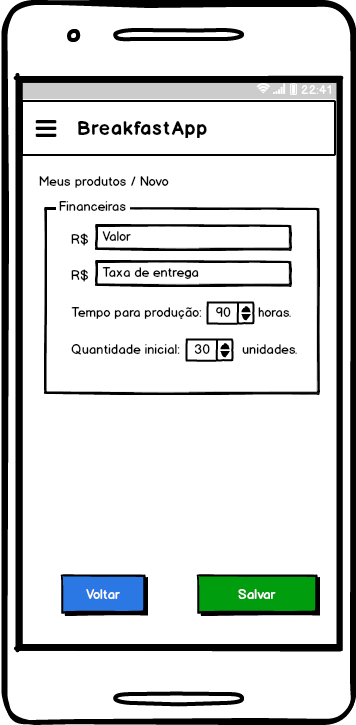 22:41
BreakfastApp
Meus produtos / Novo
Financeiras
R$ Valor
R$ Taxa de entrega
Tempo para produção: 90 horas.
Quantidade inicial: 30 unidades.
Voltar Salvar